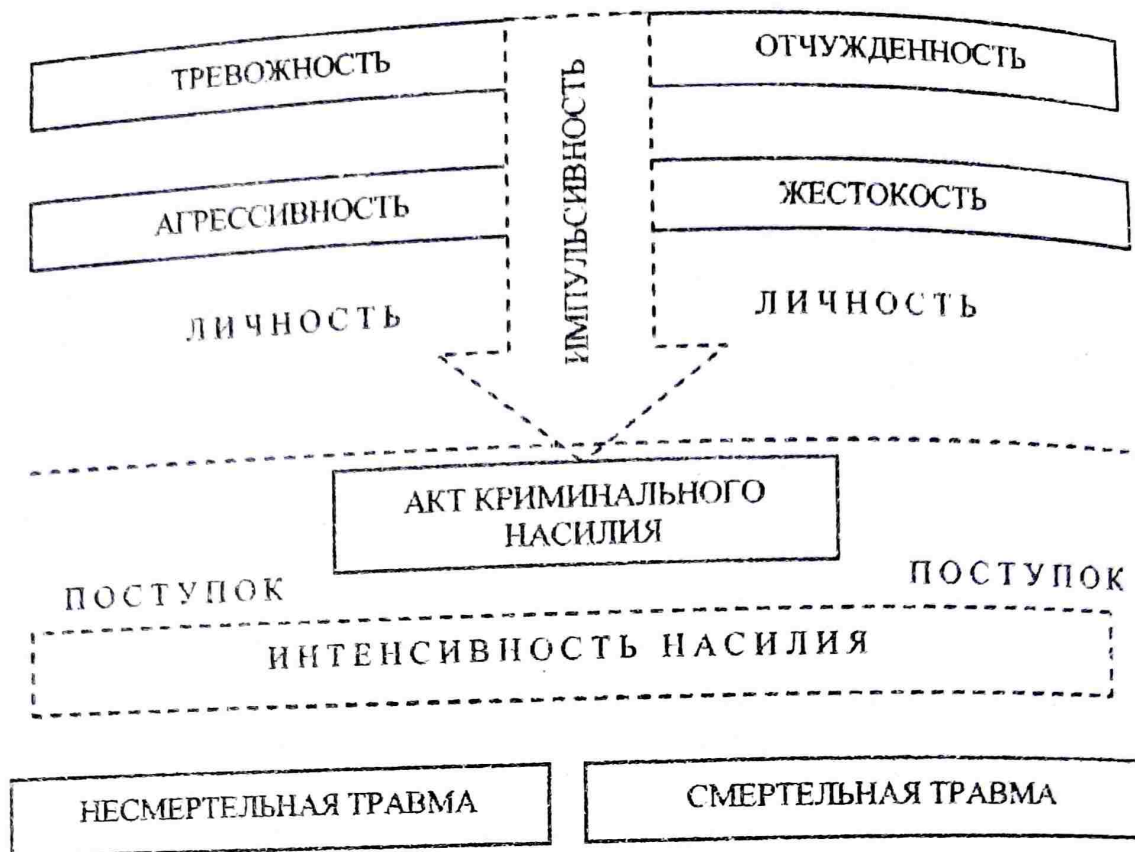 ТРЕВОЖНОСТЬ
ОТЧУЖДЕННОСТЬ
ИМПУЛЬСИВНОСТЬ
АГРЕССИВНОСТЬ
ЖЕСТОКОСТЬ
ЛИЧНОСТЬ
ЛИЧНОСТЬ
АКТ КРИМИНАЛЬНОГО
НАСИЛИЯ
ПОСТУПОК
ПОСТУПОК
ИНТЕНСИВНОСТЬ НАСИЛИЯ
НЕСМЕРТЕЛЬНАЯ ТРАВМА
СМЕРТЕЛЬНАЯ ТРАВМА